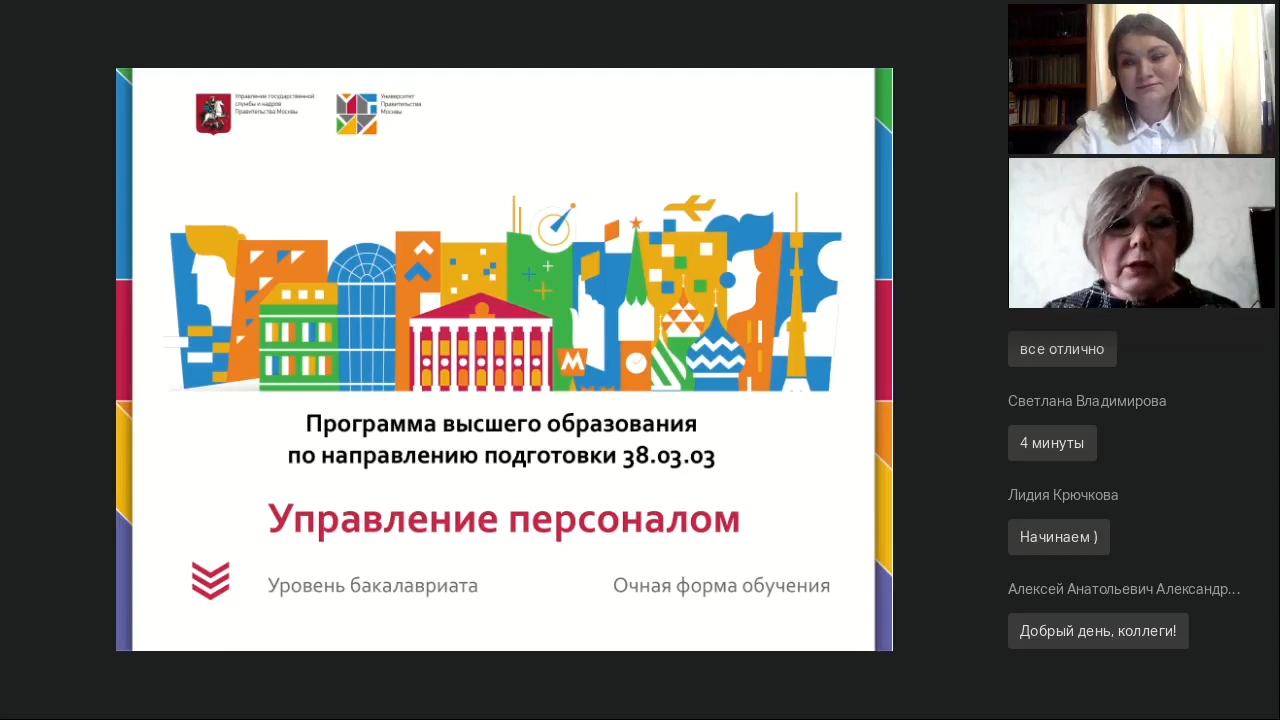 Управление государственной
службы и кадров
Правительства Москвы
Университет
Правительства
Москвы
М
Программа высшего образования
по направлению подготовки 38.03.03
Управление персоналом
Уровень бакалавриата
Очная форма обучения
все отлично
Светлана Владимирова
4 минуты
Лидия Крючкова
Начинаем )
Алексей Анатольевич Александр...
Добрый день, коллеги!